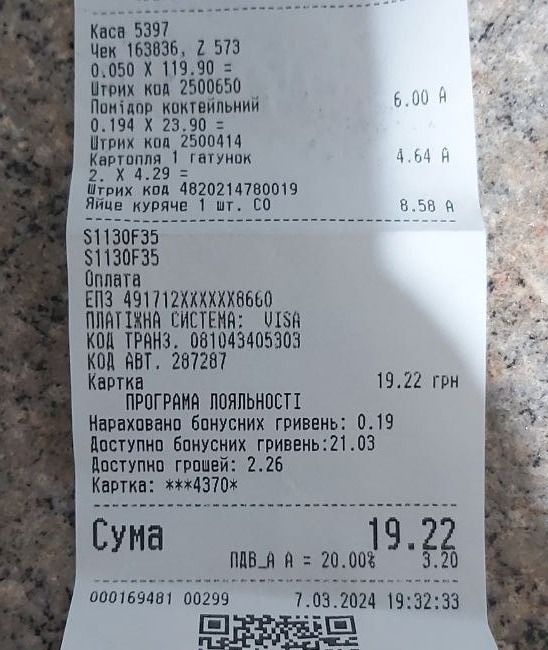 Каса 5397
Чек 163836, Z 573
0.050 X 119.90 =
Штрих код 2500650
Помідор коктейльний 6.00 А
0.194 X 23.90 =
Штрих код 2500414
Картопля 1 гатунок 4.64 А
2. X 4.29 =
Штрих код 4820214780019
Яйце куряче 1 шт. СО 8.58 А
S1130F35
S1130F35
Оплата
ЕПЗ 491712XXXXXX8660
ПЛАТІЖНА СИСТЕМА: VISA
КОД ТРАНЗ. 081043405303
КОД АВТ. 287287
Картка 19.22 грн
ПРОГРАМА ЛОЯЛЬНОСТІ
Нараховано бонусних гривень: 0.19
Доступно бонусних гривень:21.03
Доступно грошей: 2.26
Картка: ***4370*
Сума 19.22
ПДВ_А А = 20.00% 3.20
000169481 00299 7.03.2024 19:32:33